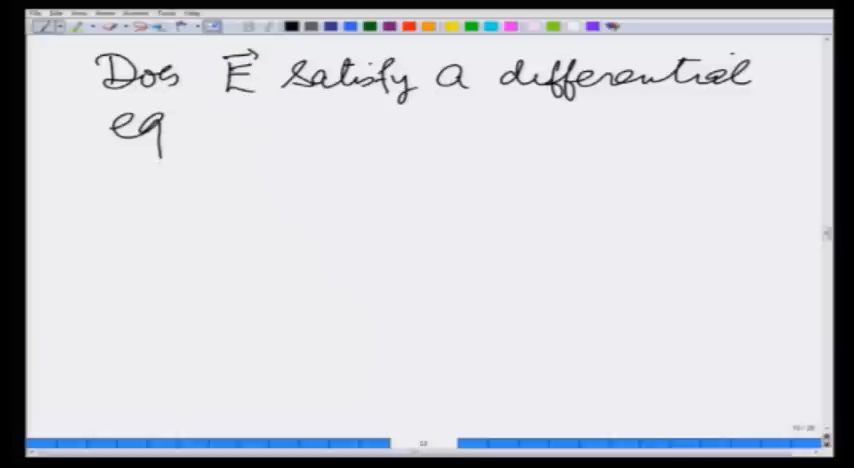 Does E⃗ satisfy a differential
eq